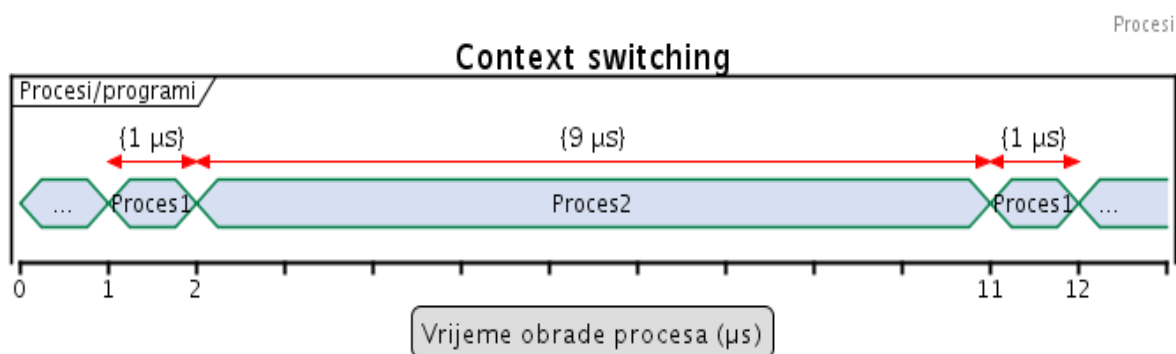 Procesi
Context switching
Procesi/programi
{1 µs} {9 µs} {1 µs}
... Proces1 Proces2 Proces1 ...
0 1 2 11 12
Vrijeme obrade procesa (µs)